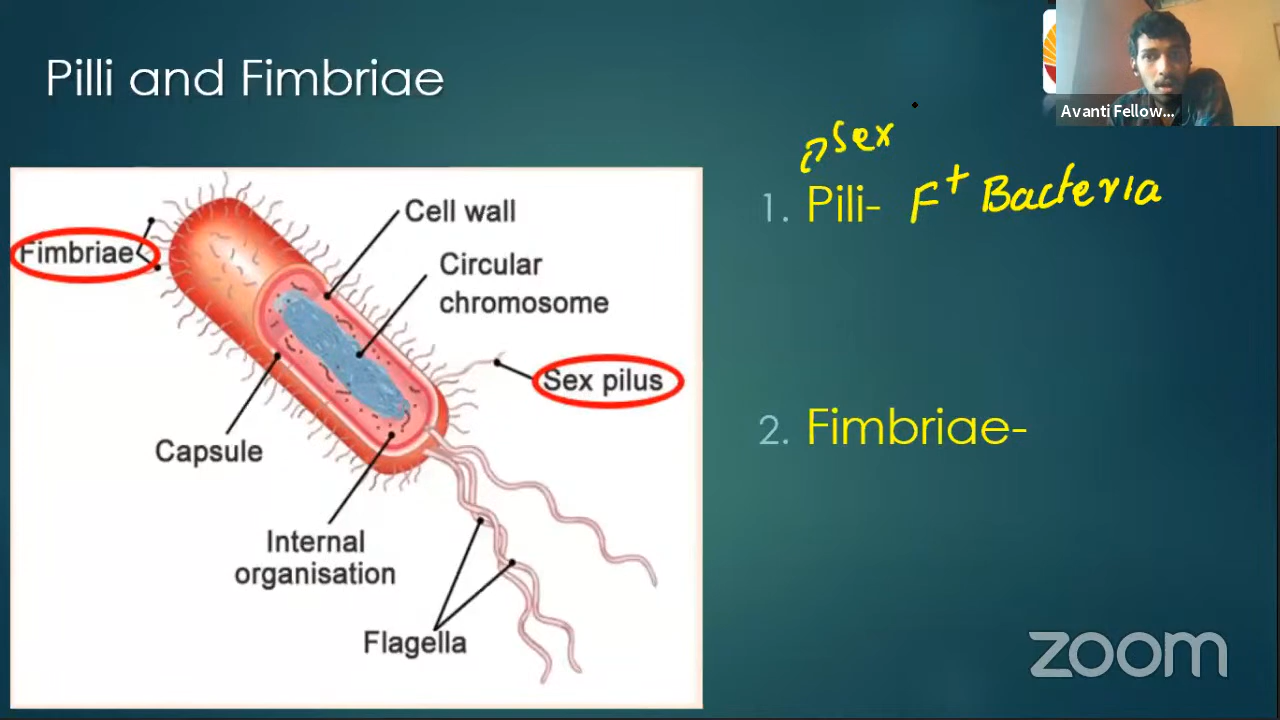 Pilli and Fimbriae
Avanti Fellow...
Sex
1. Pili- F+ Bacteria
2. Fimbriae-
Fimbriae
Cell wall
Circular
chromosome
Sex pilus
Capsule
Internal
organisation
Flagella
zoom